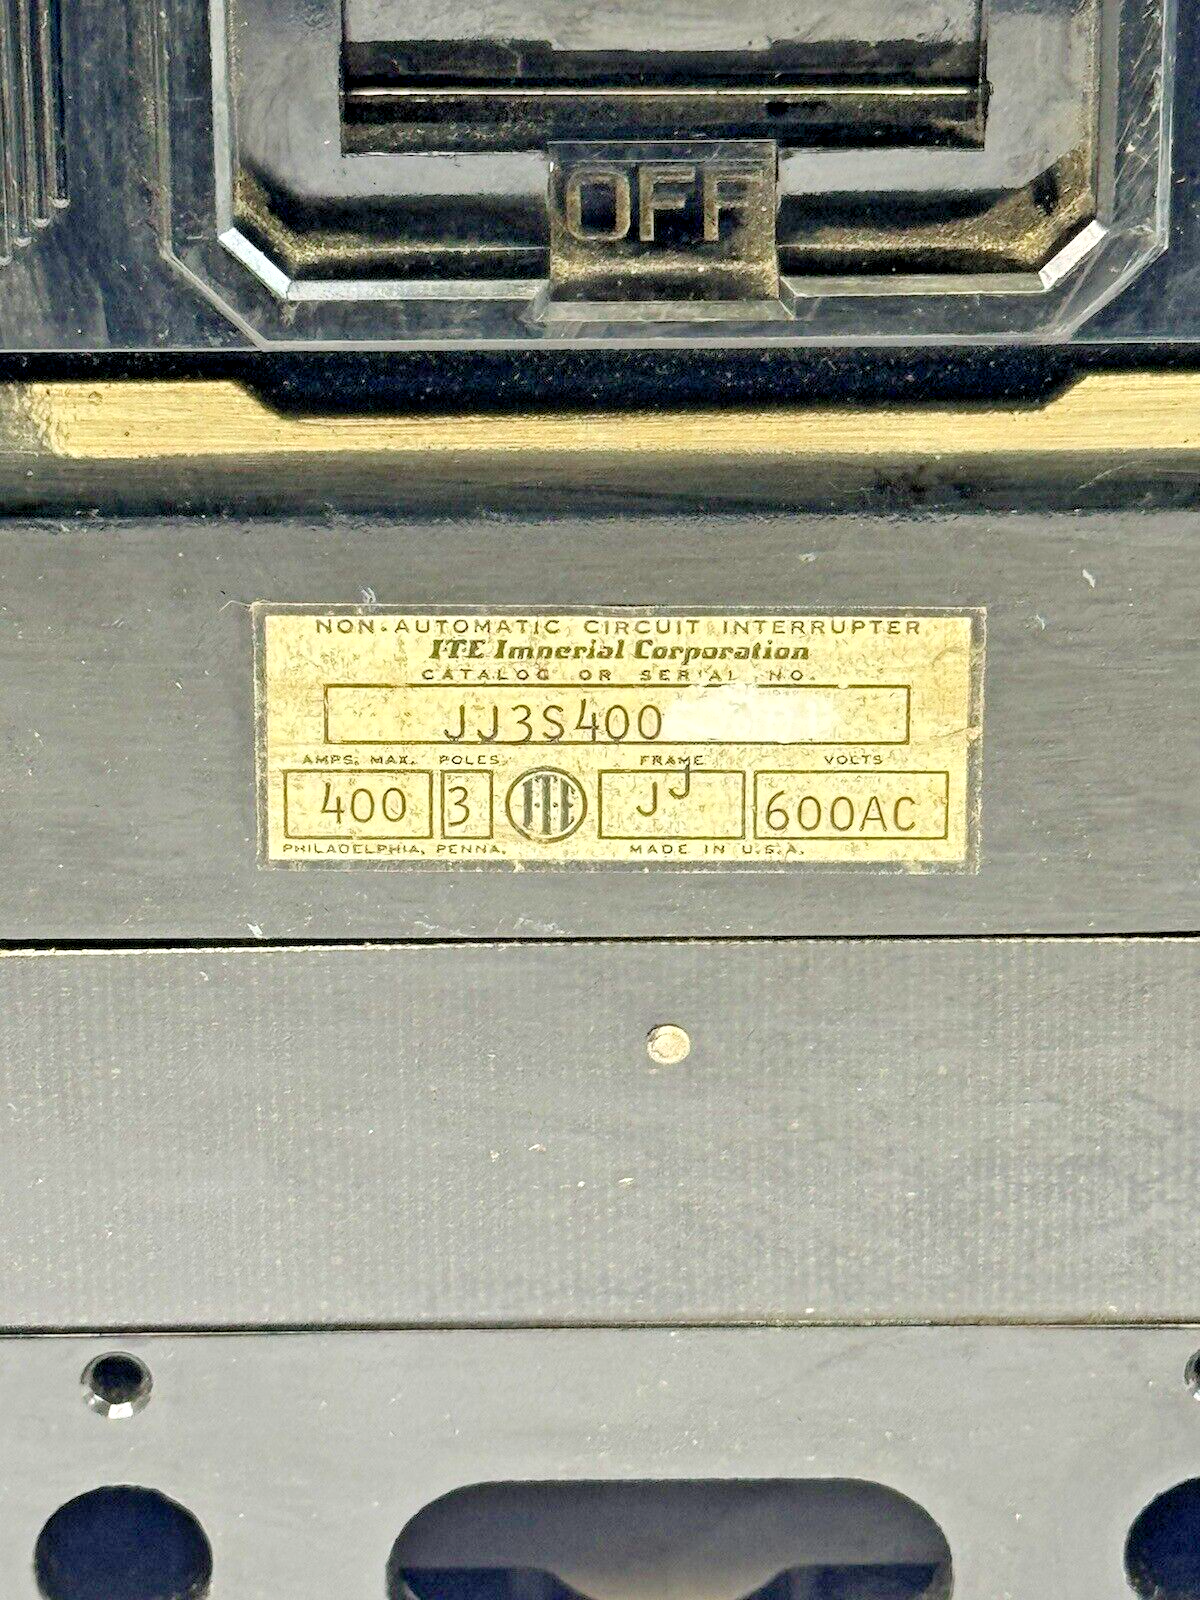 OFF
NON-AUTOMATIC CIRCUIT INTERRUPTER
I-T-E Imperial Corporation
CATALOG OR SERIAL NO.
JJ3S400
AMPS. MAX. POLES FRAME VOLTS
400 3 I-T-E JJ 600AC
PHILADELPHIA, PENNA. MADE IN U.S.A.